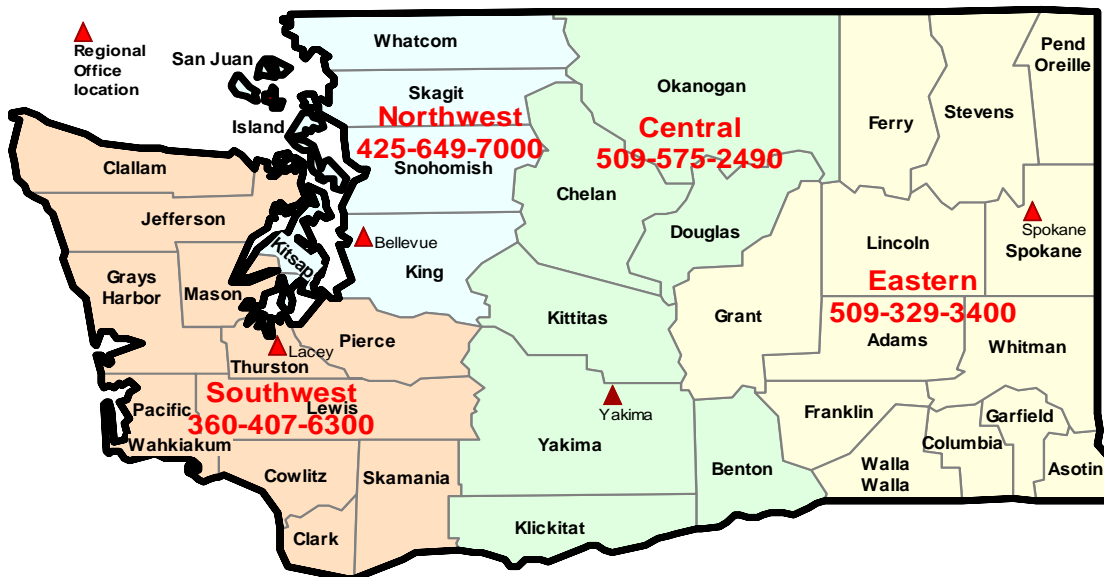 Regional
Office
location
San Juan
Island
Whatcom
Skagit
Northwest
425-649-7000
Snohomish
King
Bellevue
Kitsap
Okanogan
Central
509-575-2490
Chelan
Douglas
Kittitas
Yakima
Yakima
Benton
Klickitat
Ferry
Stevens
Pend
Oreille
Lincoln
Spokane
Spokane
Eastern
509-329-3400
Grant
Adams
Whitman
Franklin
Walla
Walla
Columbia
Garfield
Asotin
Clallam
Jefferson
Grays
Harbor
Mason
Lacey
Thurston
Pierce
Southwest
360-407-6300
Lewis
Pacific
Wahkiakum
Cowlitz
Skamania
Clark